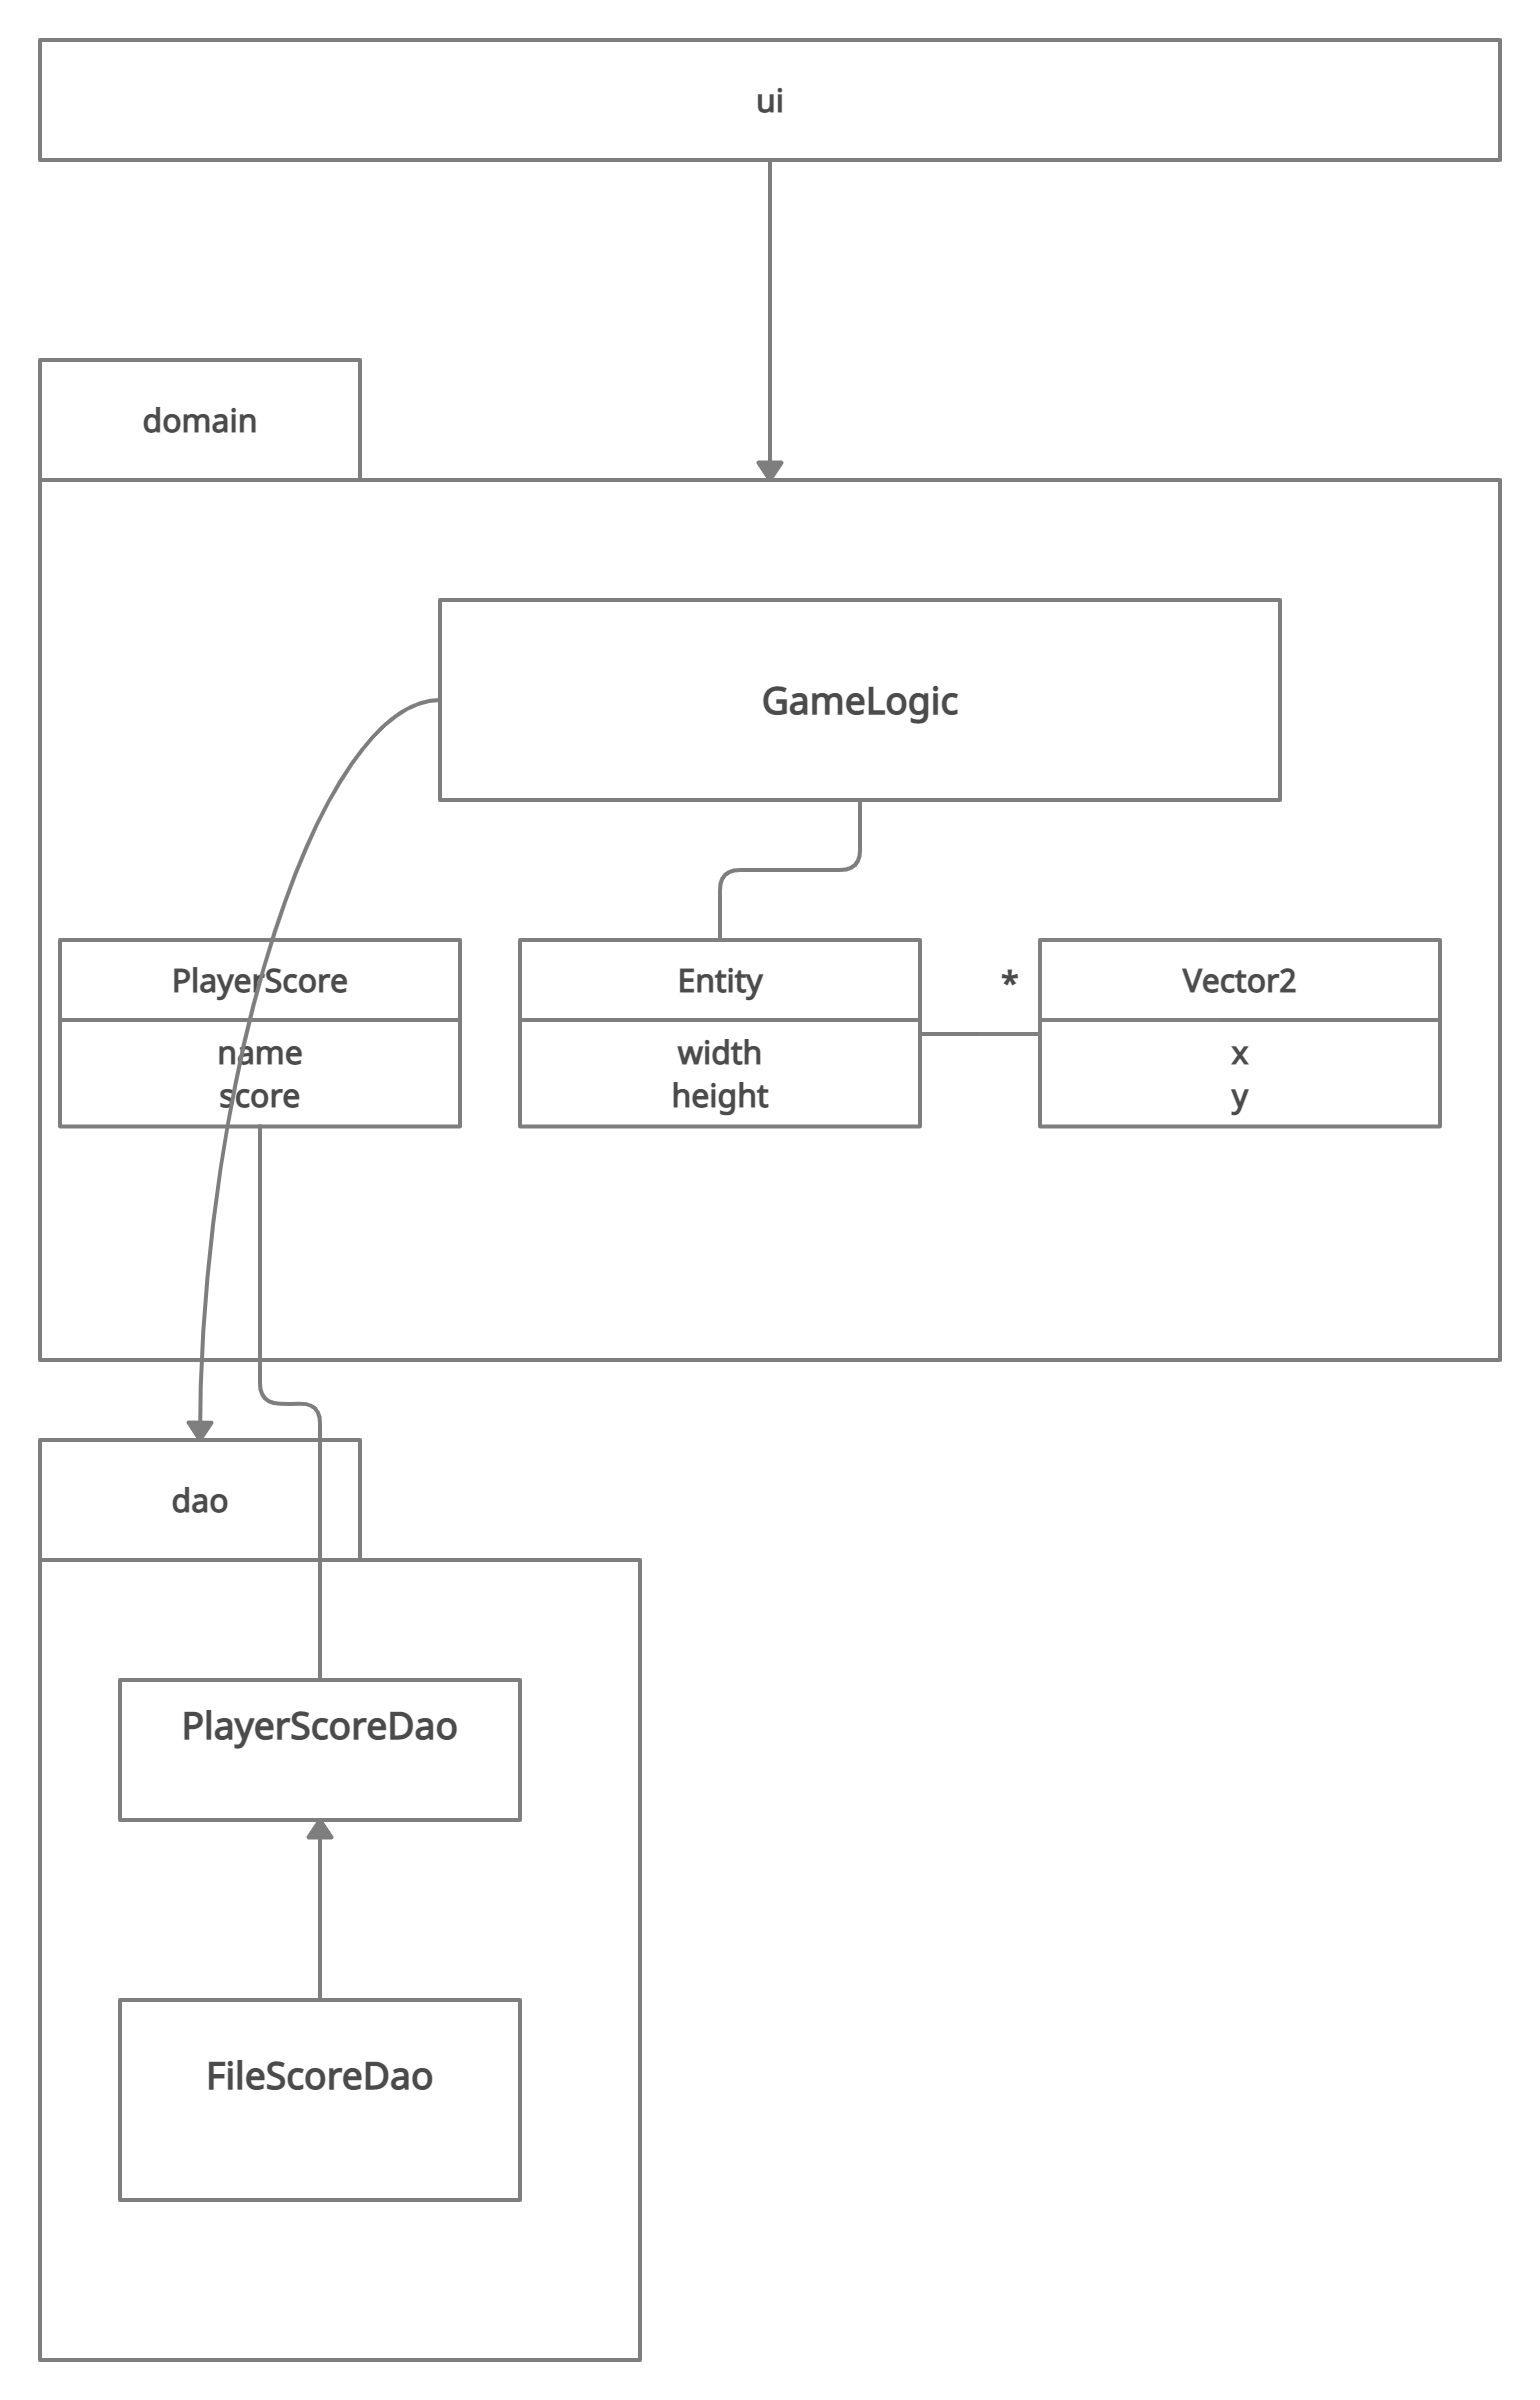 ui
domain
GameLogic
PlayerScore
name
score
Entity
width
height
*
Vector2
x
y
dao
PlayerScoreDao
FileScoreDao